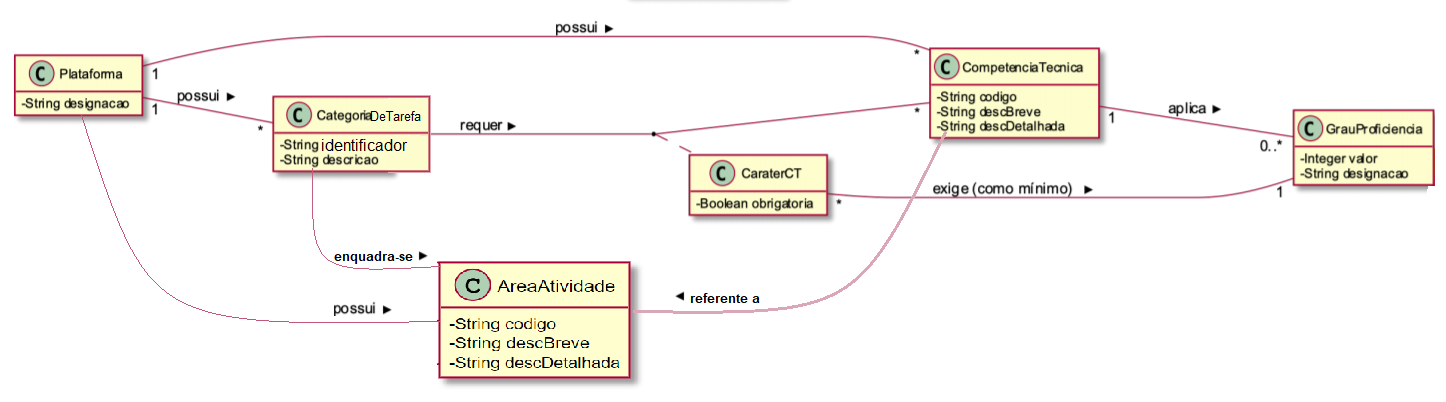 possui ►
1
*
C Plataforma
-String designacao
possui ►
1
*
C CategoriaDeTarefa
-String identificador
-String descricao
requer ►
*
C CompetenciaTecnica
-String codigo
-String descBreve
-String descDetalhada
aplica ►
1
0..*
C GrauProficiencia
-Integer valor
-String designacao
C CaraterCT
-Boolean obrigatoria
exige (como mínimo) ►
*
1
enquadra-se ►
possui ►
C AreaAtividade
-String codigo
-String descBreve
-String descDetalhada
◄ referente a